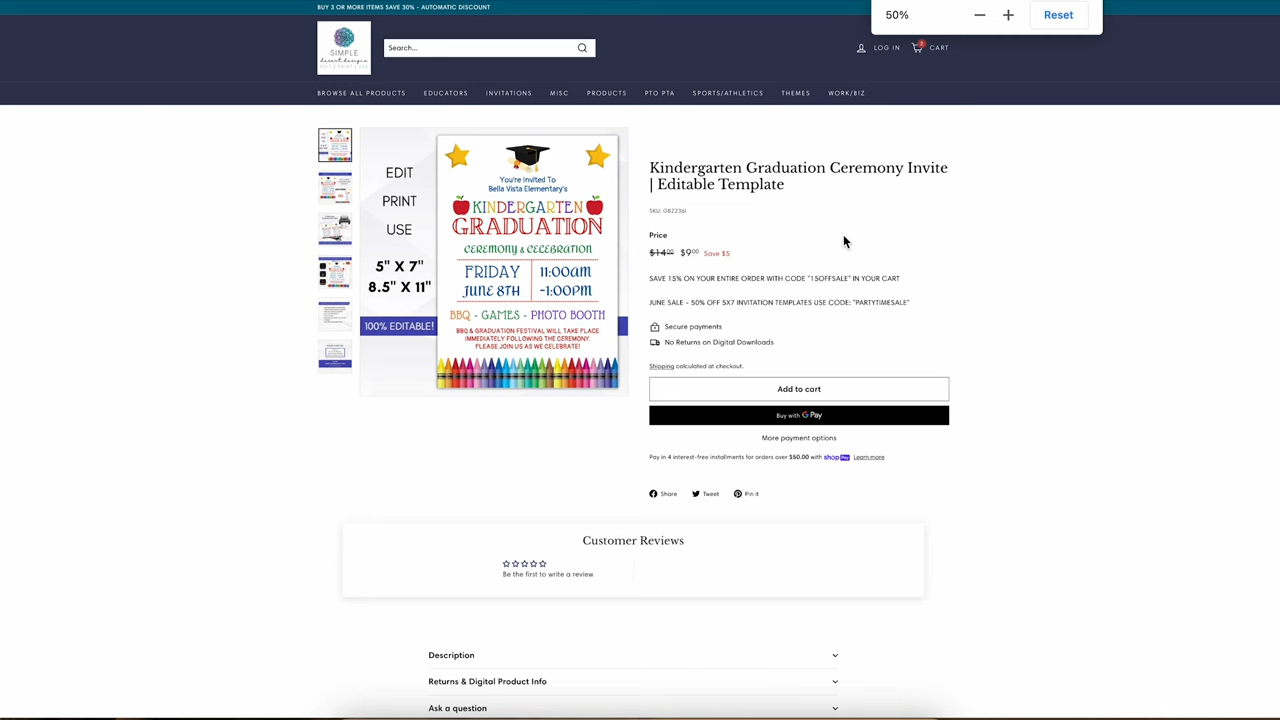 BUY 3 OR MORE ITEMS SAVE 30% - AUTOMATIC DISCOUNT
50%
Reset
SIMPLE
desert designs
EDIT | PRINT | USE
Search...
LOG IN
CART
BROWSE ALL PRODUCTS
EDUCATORS
INVITATIONS
MISC
PRODUCTS
PTO PTA
SPORTS/ATHLETICS
THEMES
WORK/BIZ
EDIT
PRINT
USE
5" X 7"
8.5" X 11"
100% EDITABLE!
You're Invited To
Bella Vista Elementary's
KINDERGARTEN
GRADUATION
CEREMONY & CELEBRATION
FRIDAY
JUNE 8TH
11:00am
-1:00PM
BBQ - GAMES - PHOTO BOOTH
BBQ & GRADUATION FESTIVAL WILL TAKE PLACE
IMMEDIATELY FOLLOWING THE CEREMONY.
PLEASE JOIN US AS WE CELEBRATE!
Kindergarten Graduation Ceremony Invite
| Editable Template
SKU: 0822361
Price
$14.00 $9.00 Save $5
SAVE 15% ON YOUR ENTIRE ORDER WITH CODE "15OFFSALE" IN YOUR CART
JUNE SALE - 50% OFF 5X7 INVITATION TEMPLATES USE CODE: "PARTYTIMESALE"
Secure payments
No Returns on Digital Downloads
Shipping calculated at checkout.
Add to cart
Buy with G Pay
More payment options
Pay in 4 interest-free installments for orders over $50.00 with shop Pay Learn more
Share
Tweet
Pin it
Customer Reviews
Be the first to write a review
Description
Returns & Digital Product Info
Ask a question